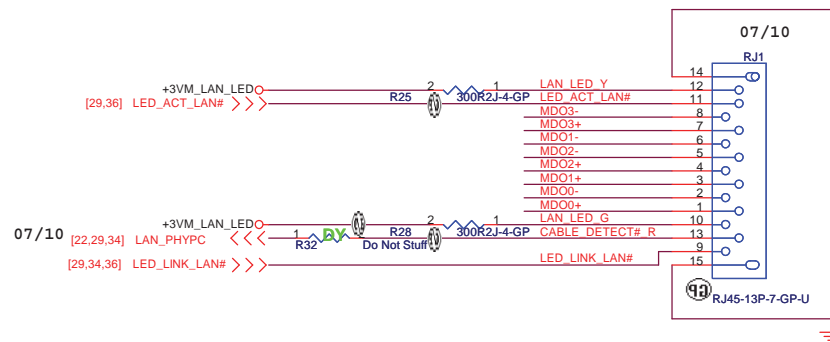 07/10
RJ1
14
+3VM_LAN_LED 2 1 LAN_LED_Y 12
[29,36] LED_ACT_LAN# R25 300R2J-4-GP LED_ACT_LAN# 11
MDO3- 8
MDO3+ 7
MDO1- 6
MDO2- 5
MDO2+ 4
MDO1+ 3
MDO0- 2
MDO0+ 1
+3VM_LAN_LED 2 1 LAN_LED_G 10
07/10 [22,29,34] LAN_PHYPC 1 DY R28 300R2J-4-GP CABLE_DETECT#_R 13
R32 Do Not Stuff
9
[29,34,36] LED_LINK_LAN# LED_LINK_LAN# 15
GP RJ45-13P-7-GP-U